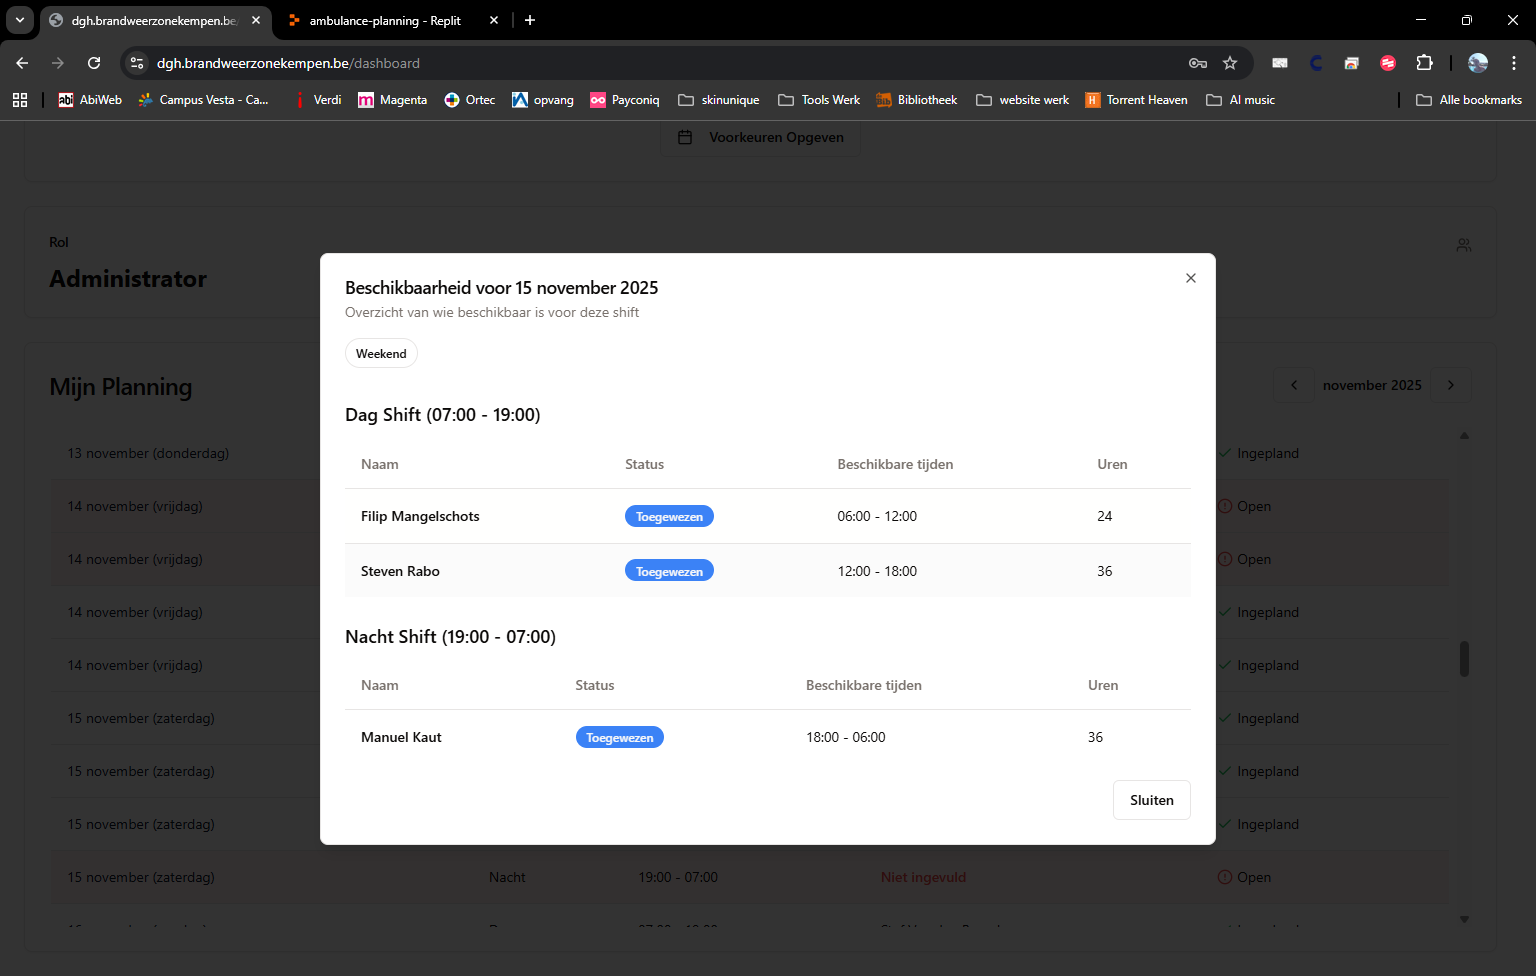 dgh.brandweerzonekempen.be/
ambulance-planning - Replit
dgh.brandweerzonekempen.be/dashboard
AbiWeb
Campus Vesta - Ca...
Verdi
Magenta
Ortec
opvang
Payconiq
skinunique
Tools Werk
Bibliotheek
website werk
Torrent Heaven
AI music
All bookmarks
Voorkeuren Opgeven
Rol
Administrator
Mijn Planning
november 2025
Beschikbaarheid voor 15 november 2025
Overzicht van wie beschikbaar is voor deze shift
Weekend
Dag Shift (07:00 - 19:00)
Naam Status Beschikbare tijden Uren
Filip Mangelschots Toegewezen 06:00 - 12:00 24
Steven Rabo Toegewezen 12:00 - 18:00 36
Nacht Shift (19:00 - 07:00)
Naam Status Beschikbare tijden Uren
Manuel Kaut Toegewezen 18:00 - 06:00 36
Sluiten
13 november (donderdag) Ingepland
14 november (vrijdag) Open
14 november (vrijdag) Open
14 november (vrijdag) Ingepland
14 november (vrijdag) Ingepland
15 november (zaterdag) Ingepland
15 november (zaterdag) Ingepland
15 november (zaterdag) Ingepland
15 november (zaterdag) Nacht 19:00 - 07:00 Niet ingevuld Open